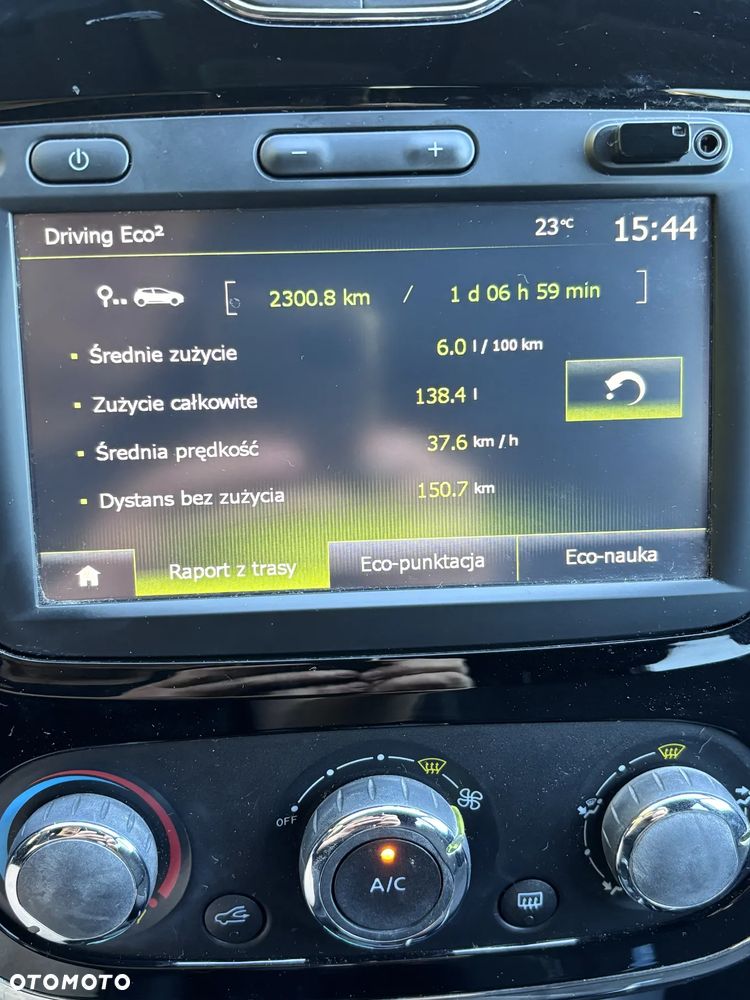 Driving Eco² 23°C 15:44
2300.8 km / 1 d 06 h 59 min
Średnie zużycie 6.0 l / 100 km
Zużycie całkowite 138.4 l
Średnia prędkość 37.6 km / h
Dystans bez zużycia 150.7 km
Raport z trasy Eco-punktacja Eco-nauka
OFF
A/C
OTOMOTO